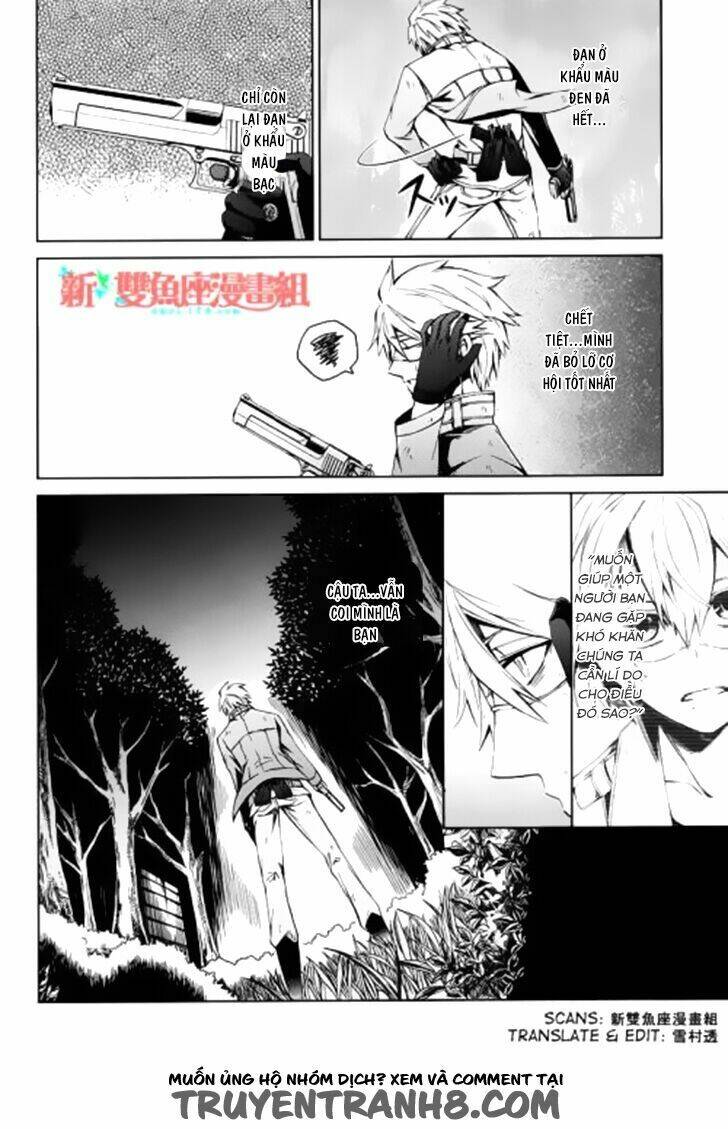 ĐẠN Ở
KHẨU MÀU
ĐEN ĐÃ
HẾT...
CHỈ CÒN
LẠI ĐẠN
Ở KHẨU
MÀU
BẠC
新雙魚座漫畫組
CHẾT
TIỆT...MÌNH
ĐÃ BỎ LỠ CƠ
HỘI TỐT NHẤT
"MUỐN
GIÚP MỘT
NGƯỜI BẠN
ĐANG GẶP
KHÓ KHĂN
CHÚNG TA
CẦN LÍ DO
CHO ĐIỀU
ĐÓ SAO?"
CẬU TA...VẪN
COI MÌNH LÀ
BẠN
SCANS: 新雙魚座漫畫組
TRANSLATE & EDIT: 雪村透
MUỐN ỦNG HỘ NHÓM DỊCH? XEM VÀ COMMENT TẠI
TRUYENTRANH8.COM